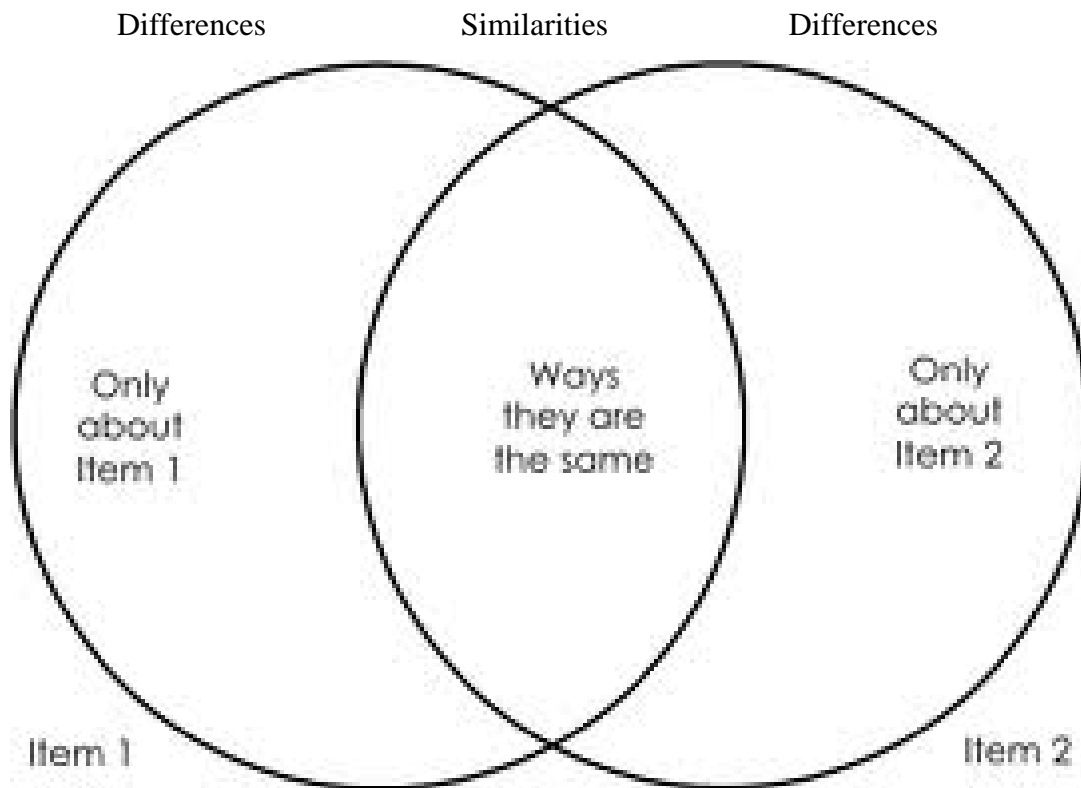 Differences Similarities Differences
Only
about
Item 1
Ways
they are
the same
Only
about
Item 2
Item 1
Item 2